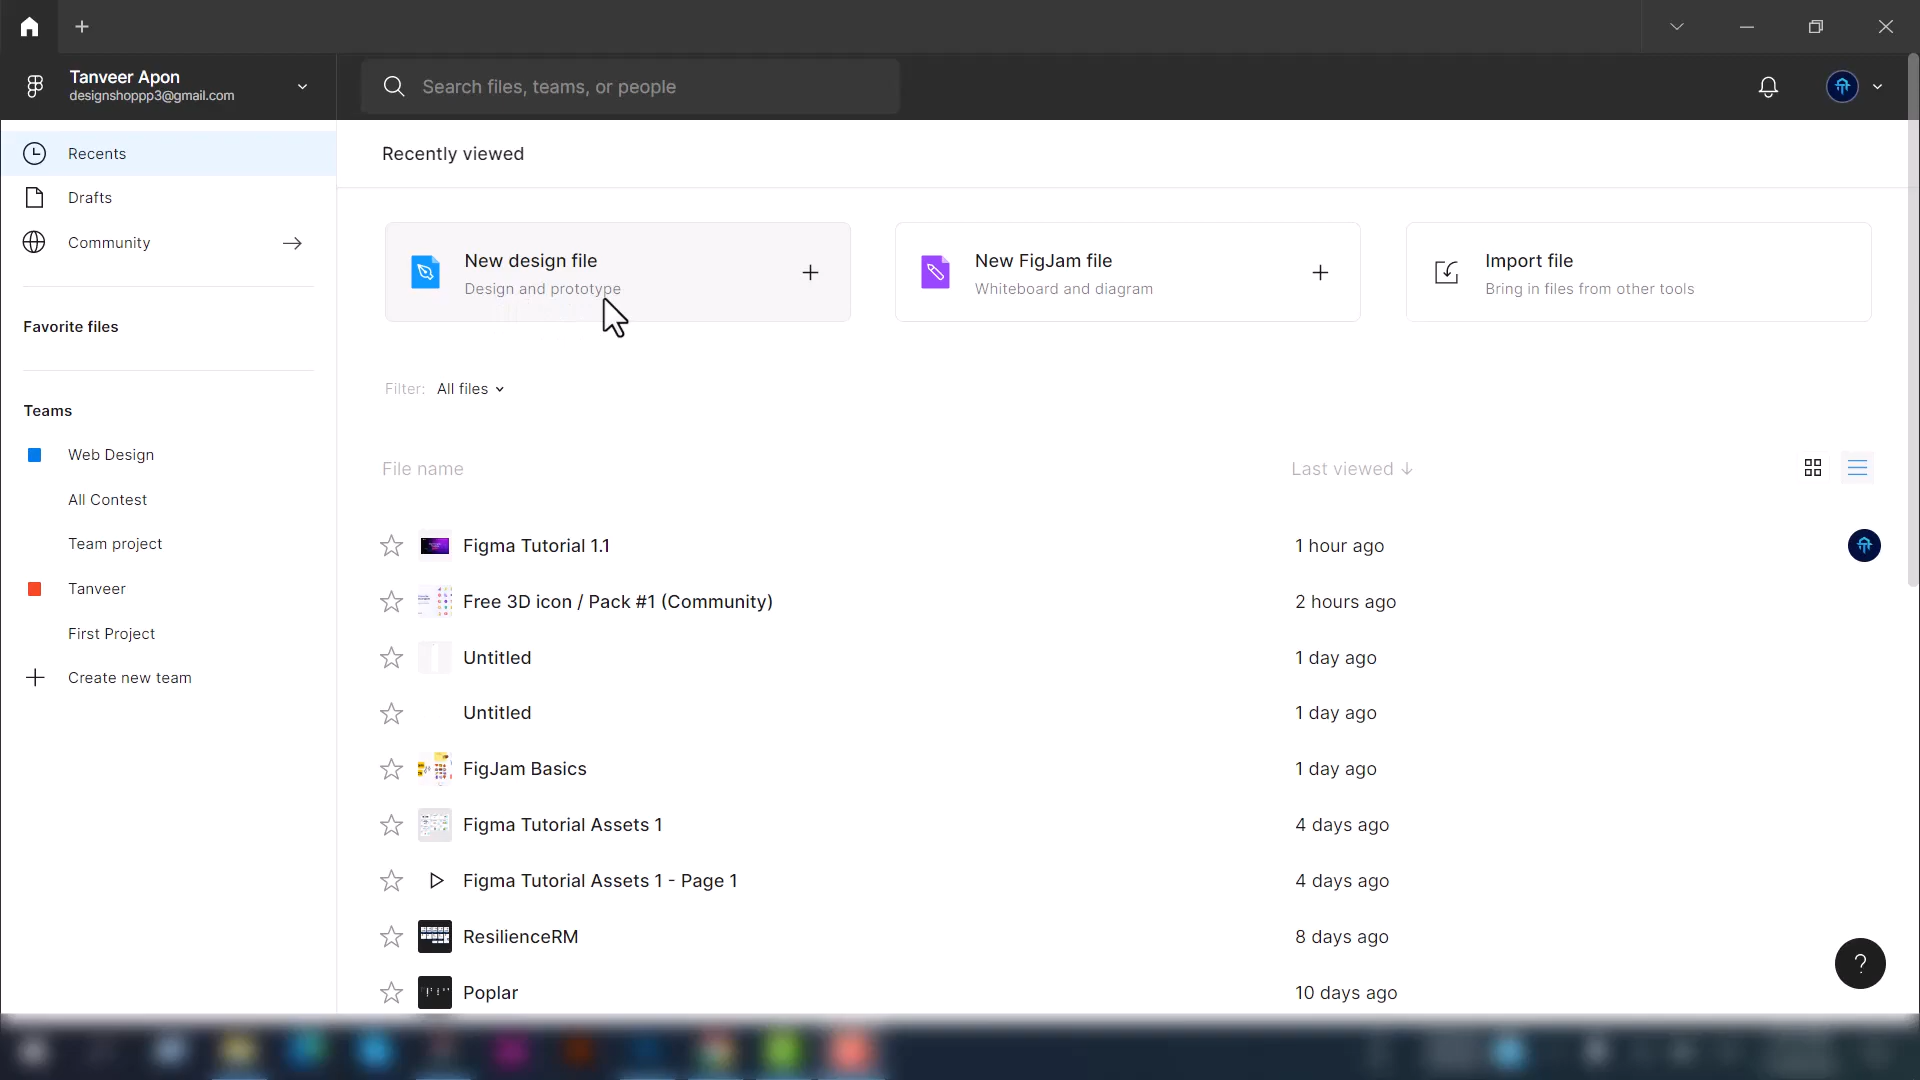 Tanveer Apon
designshoppp3@gmail.com
Search files, teams, or people
Recents
Drafts
Community
Favorite files
Teams
Web Design
All Contest
Team project
Tanveer
First Project
Create new team
Recently viewed
New design file
Design and prototype
New FigJam file
Whiteboard and diagram
Import file
Bring in files from other tools
Filter: All files
File name
Last viewed
Figma Tutorial 1.1
1 hour ago
Free 3D icon / Pack #1 (Community)
2 hours ago
Untitled
1 day ago
Untitled
1 day ago
FigJam Basics
1 day ago
Figma Tutorial Assets 1
4 days ago
Figma Tutorial Assets 1 - Page 1
4 days ago
ResilienceRM
8 days ago
Poplar
10 days ago
?